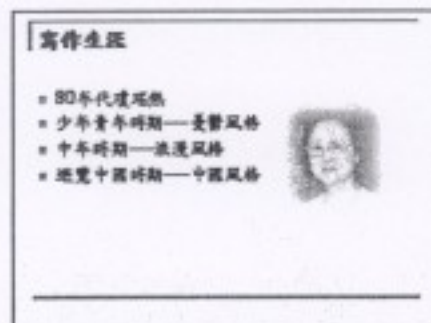 寫作生涯
▪ 80年代瓊瑤熱
▪ 少年青年時期──憂鬱風格
▪ 中年時期──浪漫風格
▪ 遊覽中國時期──中國風格